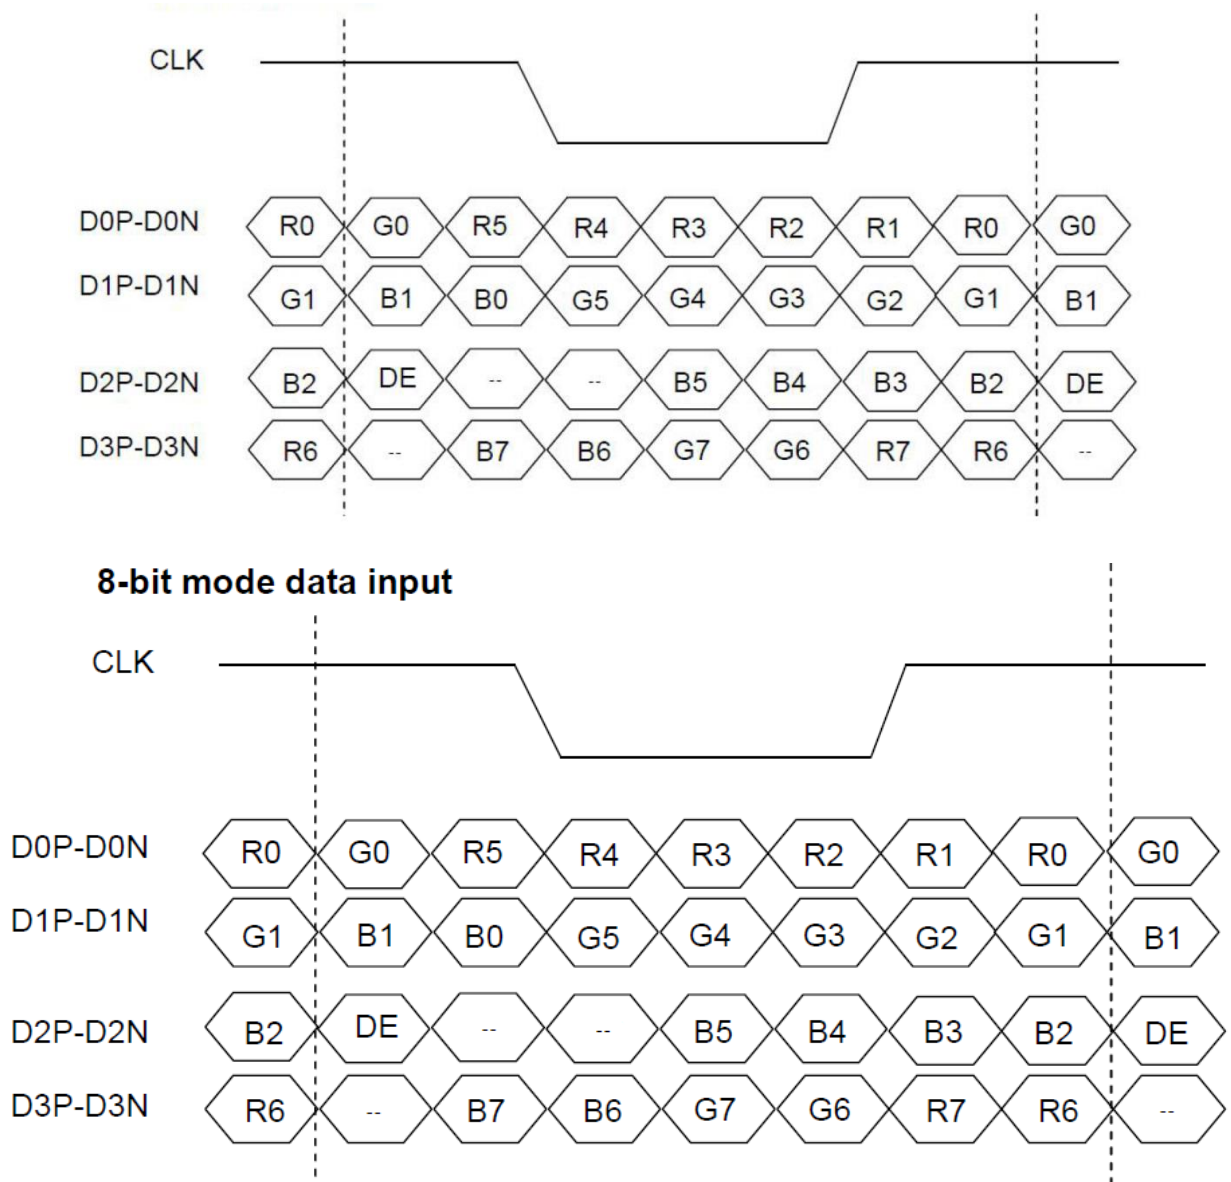 CLK
D0P-D0N R0 G0 R5 R4 R3 R2 R1 R0 G0
D1P-D1N G1 B1 B0 G5 G4 G3 G2 G1 B1
D2P-D2N B2 DE -- -- B5 B4 B3 B2 DE
D3P-D3N R6 -- B7 B6 G7 G6 R7 R6 --
8-bit mode data input
CLK
D0P-D0N R0 G0 R5 R4 R3 R2 R1 R0 G0
D1P-D1N G1 B1 B0 G5 G4 G3 G2 G1 B1
D2P-D2N B2 DE -- -- B5 B4 B3 B2 DE
D3P-D3N R6 -- B7 B6 G7 G6 R7 R6 --